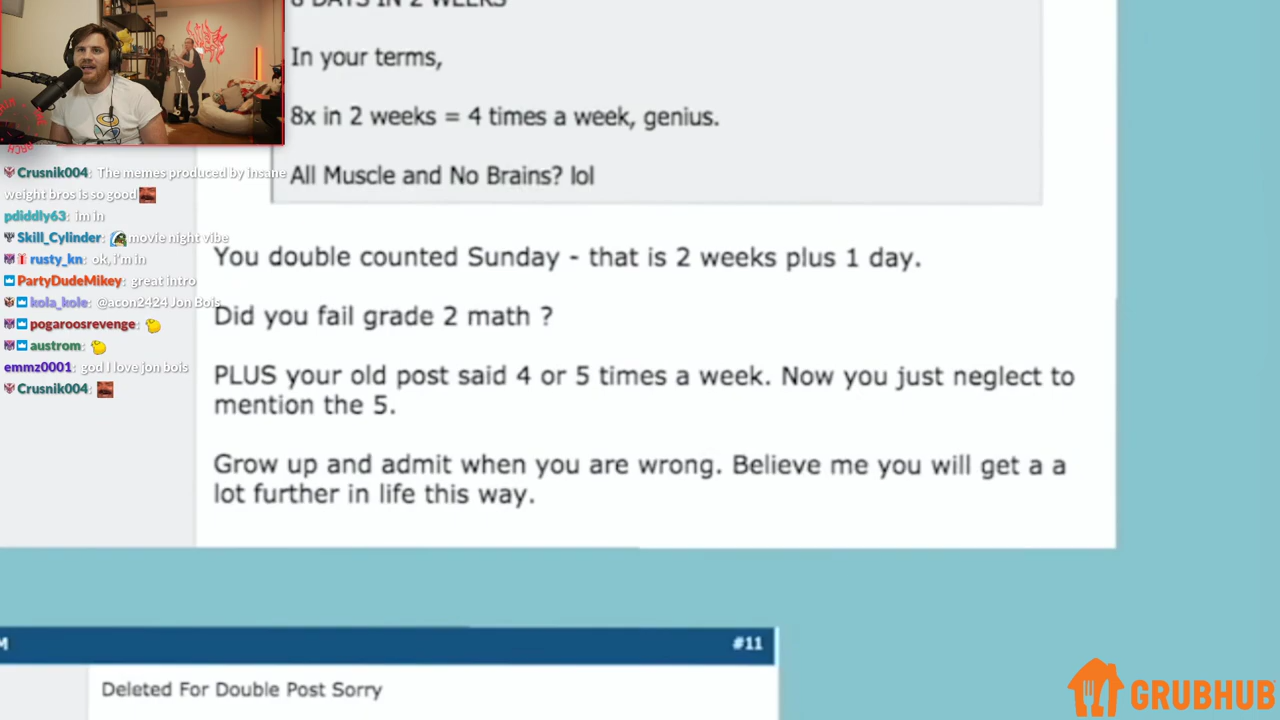 8 DAYS IN 2 WEEKS
In your terms,
8x in 2 weeks = 4 times a week, genius.
All Muscle and No Brains? lol
Crusnik004: The memes produced by insane
weight bros is so good
pdiddly63: im in
Skill_Cylinder: movie night vibe
rusty_kn: ok, i'm in
PartyDudeMikey: great intro
kola_kole: @acon2424 Jon Bois
pogaroosrevenge:
austrom:
emmz0001: god I love jon bois
Crusnik004:
You double counted Sunday - that is 2 weeks plus 1 day.
Did you fail grade 2 math ?
PLUS your old post said 4 or 5 times a week. Now you just neglect to
mention the 5.
Grow up and admit when you are wrong. Believe me you will get a a
lot further in life this way.
M
#11
Deleted For Double Post Sorry
GRUBHUB